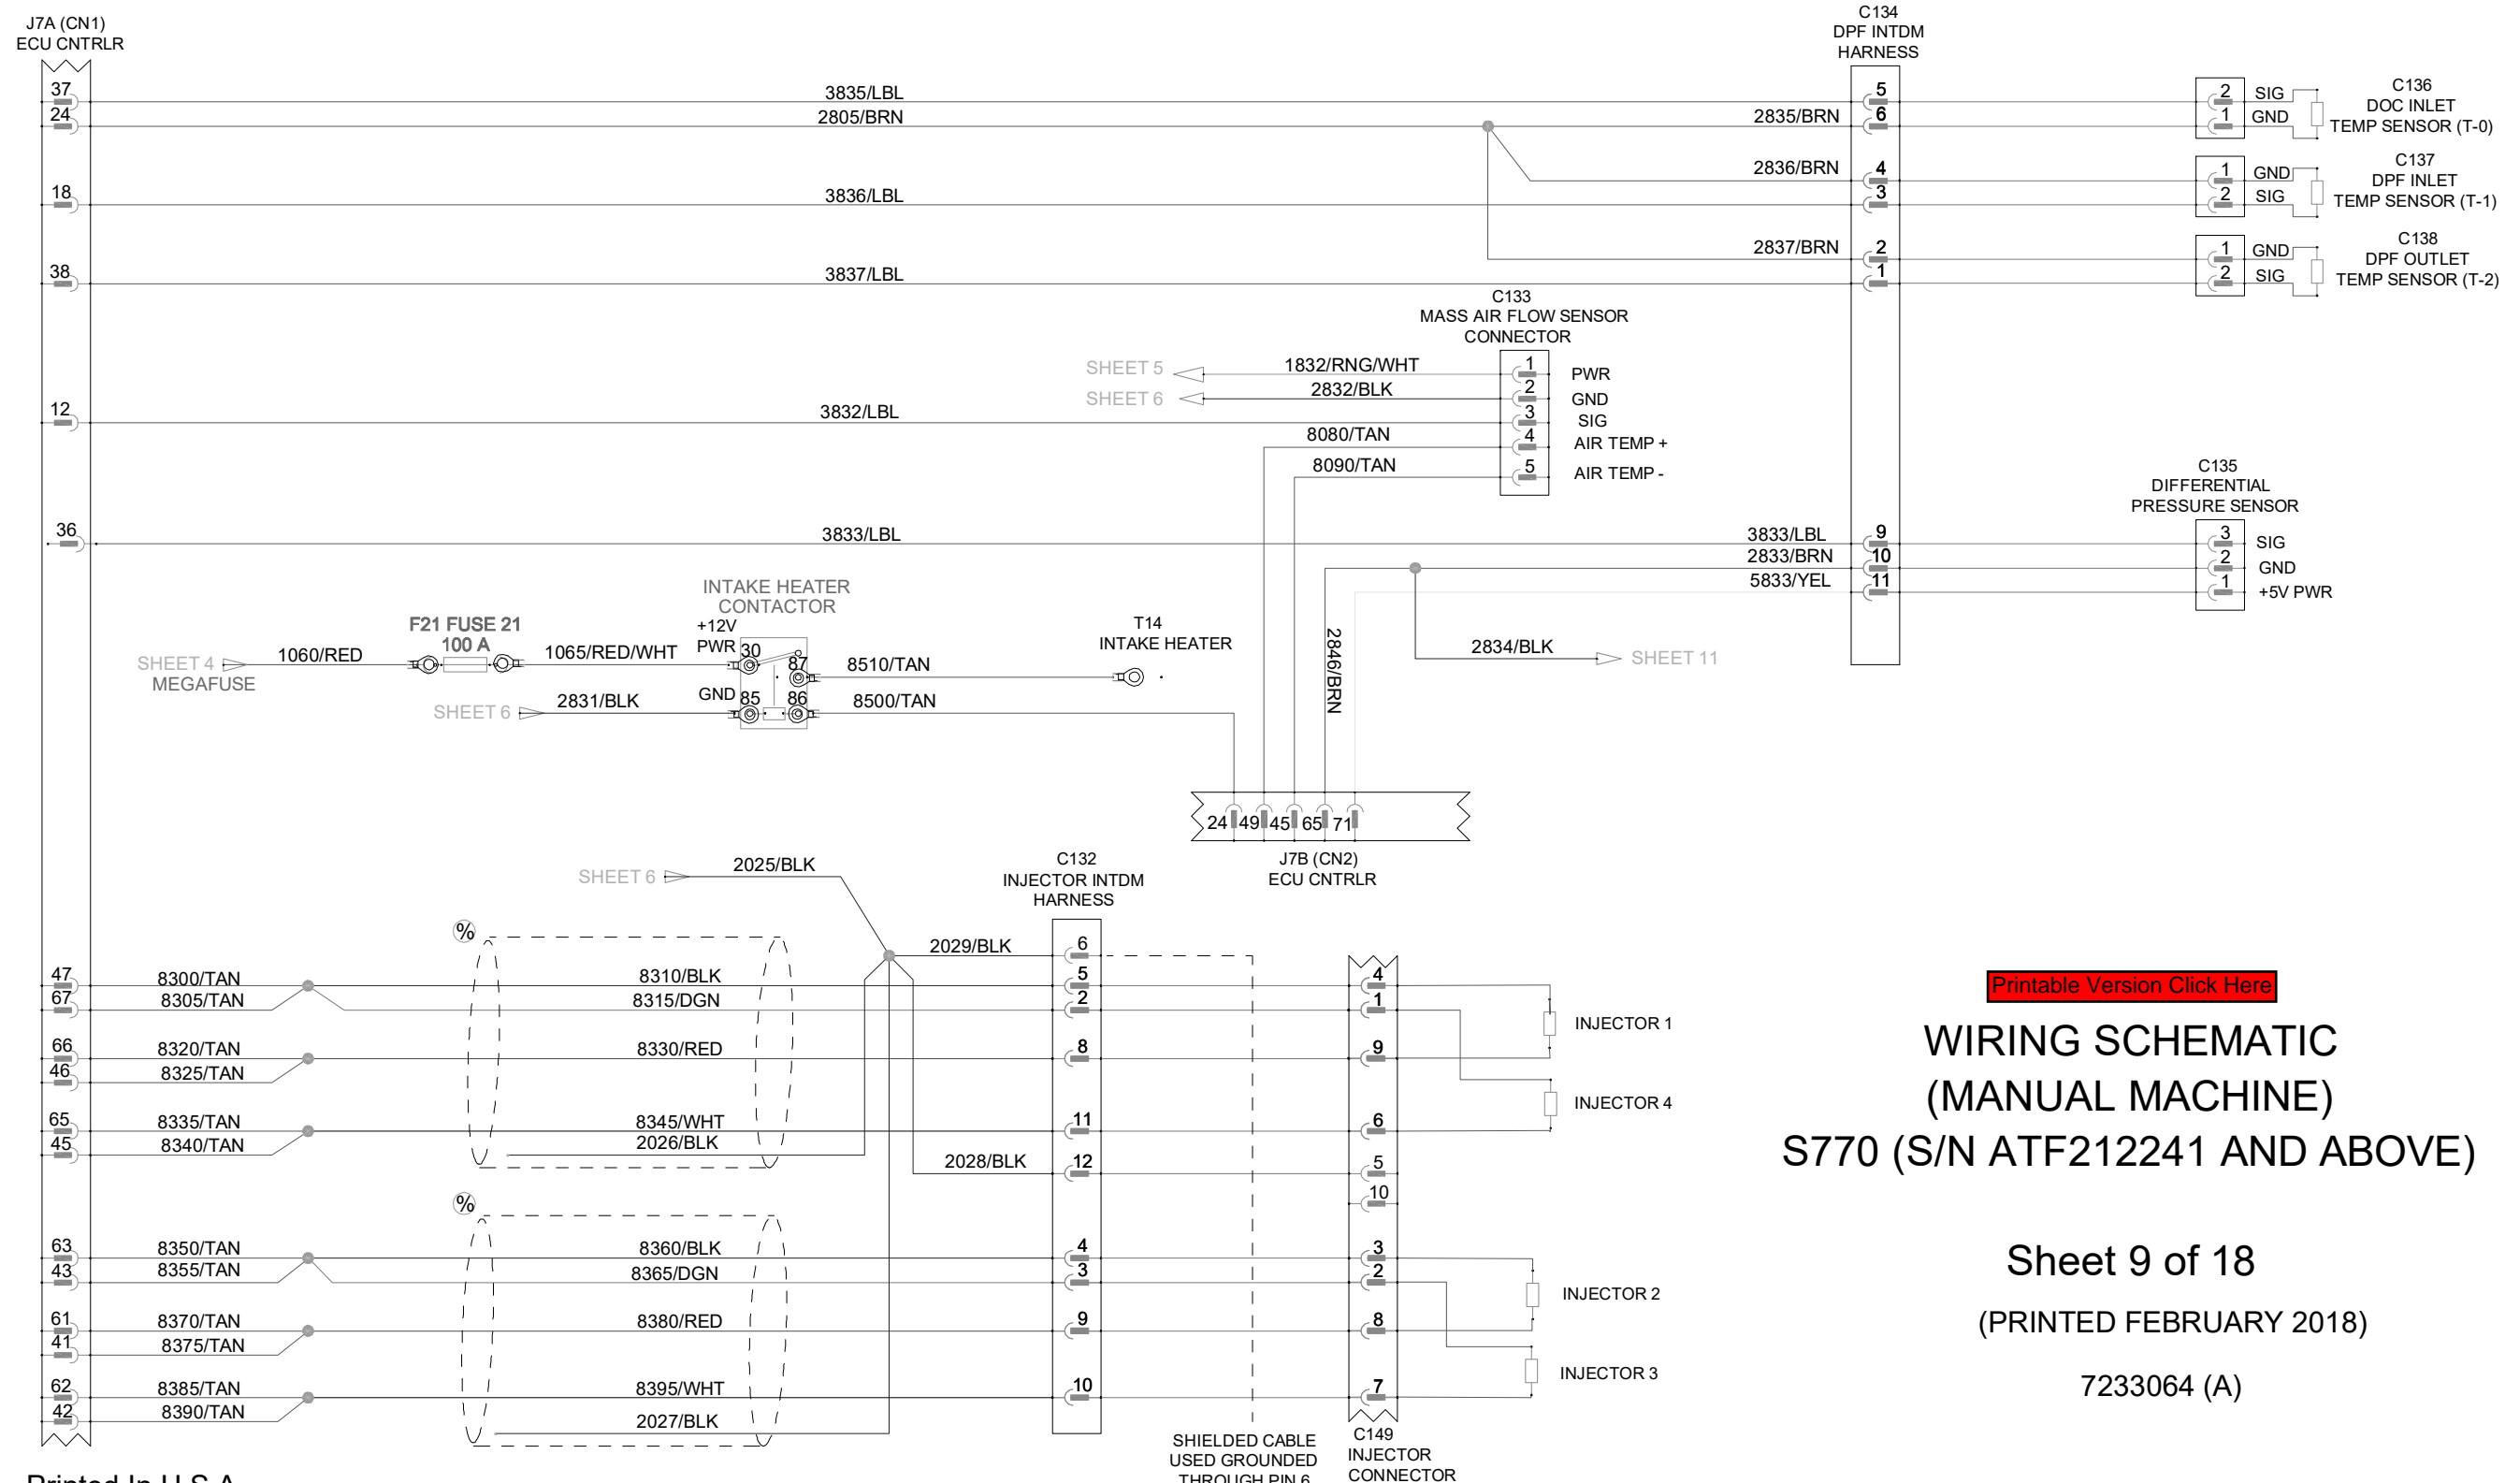 J7A (CN1)
ECU CNTRLR
C134
DPF INTDM
HARNESS
37
3835/LBL
5
2
SIG
C136
DOC INLET
TEMP SENSOR (T-0)
24
2805/BRN
2835/BRN
6
1
GND
2836/BRN
4
1
GND
C137
DPF INLET
TEMP SENSOR (T-1)
18
3836/LBL
3
2
SIG
2837/BRN
2
1
GND
C138
DPF OUTLET
TEMP SENSOR (T-2)
38
3837/LBL
1
2
SIG
C133
MASS AIR FLOW SENSOR
CONNECTOR
SHEET 5
1832/RNG/WHT
1
PWR
SHEET 6
2832/BLK
2
GND
12
3832/LBL
3
SIG
8080/TAN
4
AIR TEMP +
8090/TAN
5
AIR TEMP -
C135
DIFFERENTIAL
PRESSURE SENSOR
36
3833/LBL
3833/LBL
9
3
SIG
2833/BRN
10
2
GND
5833/YEL
11
1
+5V PWR
INTAKE HEATER
CONTACTOR
F21 FUSE 21
100 A
+12V
PWR
30
87
SHEET 4
MEGAFUSE
1060/RED
1065/RED/WHT
8510/TAN
T14
INTAKE HEATER
2846/BRN
2834/BLK
SHEET 11
SHEET 6
2831/BLK
GND
85
86
8500/TAN
24
49
45
65
71
J7B (CN2)
ECU CNTRLR
SHEET 6
2025/BLK
C132
INJECTOR INTDM
HARNESS
%
2029/BLK
6
47
8300/TAN
8310/BLK
5
4
67
8305/TAN
8315/DGN
2
1
INJECTOR 1
66
8320/TAN
8330/RED
8
9
46
8325/TAN
INJECTOR 4
65
8335/TAN
8345/WHT
11
6
45
8340/TAN
2026/BLK
2028/BLK
12
5
10
%
63
8350/TAN
8360/BLK
4
3
43
8355/TAN
8365/DGN
3
2
INJECTOR 2
61
8370/TAN
8380/RED
9
8
41
8375/TAN
INJECTOR 3
62
8385/TAN
8395/WHT
10
7
42
8390/TAN
2027/BLK
SHIELDED CABLE
USED GROUNDED
THROUGH PIN 6
C149
INJECTOR
CONNECTOR
Printable Version Click Here
WIRING SCHEMATIC
(MANUAL MACHINE)
S770 (S/N ATF212241 AND ABOVE)
Sheet 9 of 18
(PRINTED FEBRUARY 2018)
7233064 (A)
Printed In U.S.A.